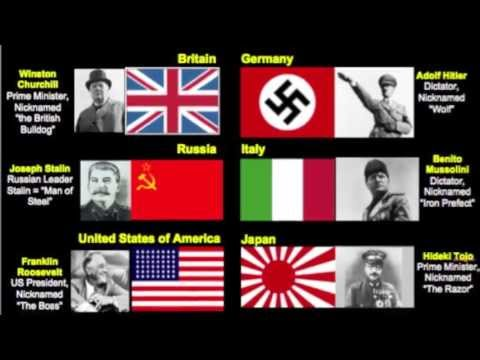 Britain
Winston
Churchill
Prime Minister,
Nicknamed
"the British
Bulldog"
Germany
Adolf Hitler
Dictator,
Nicknamed
"Wolf"
Russia
Joseph Stalin
Russian Leader
Stalin = "Man of
Steel"
Italy
Benito
Mussolini
Dictator,
Nicknamed
"Iron Prefect"
United States of America
Franklin
Roosevelt
US President,
Nicknamed
"The Boss"
Japan
Hideki Tojo
Prime Minister,
Nicknamed
"The Razor"